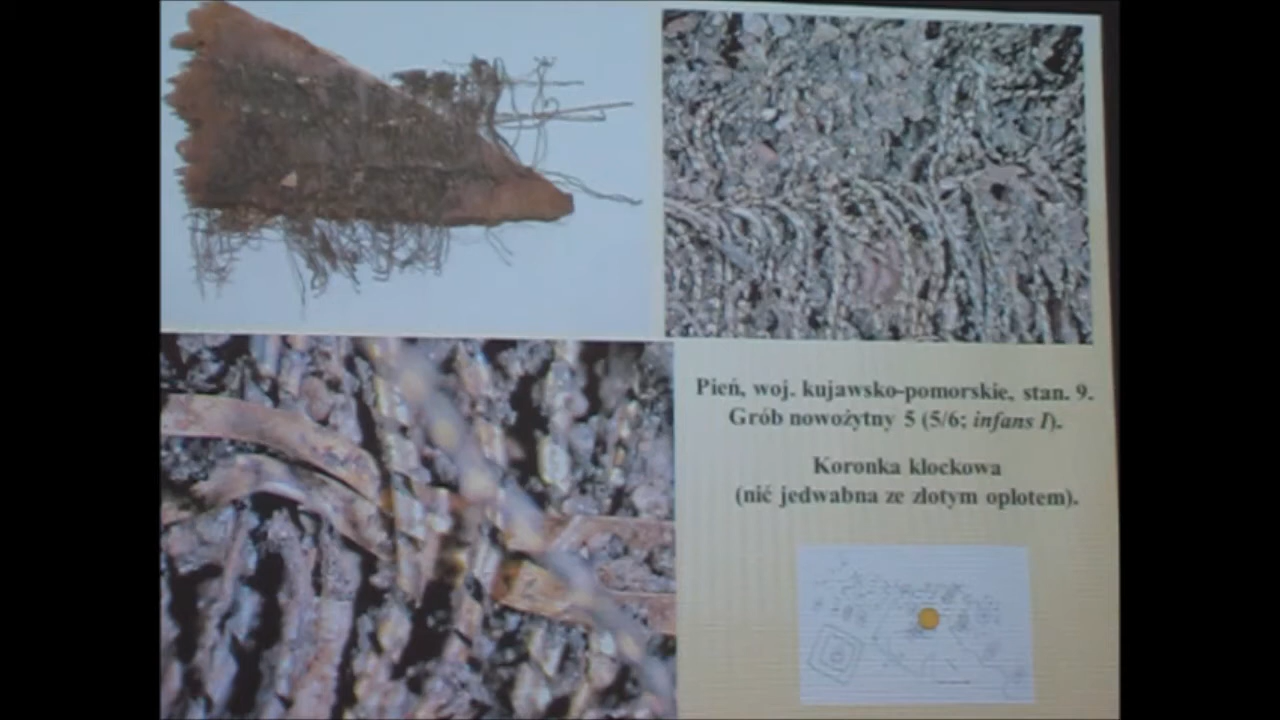 Pień, woj. kujawsko-pomorskie, stan. 9.
Grób nowożytny 5 (5/6; infans I).
Koronka klockowa
(nić jedwabna ze złotym oplotem).